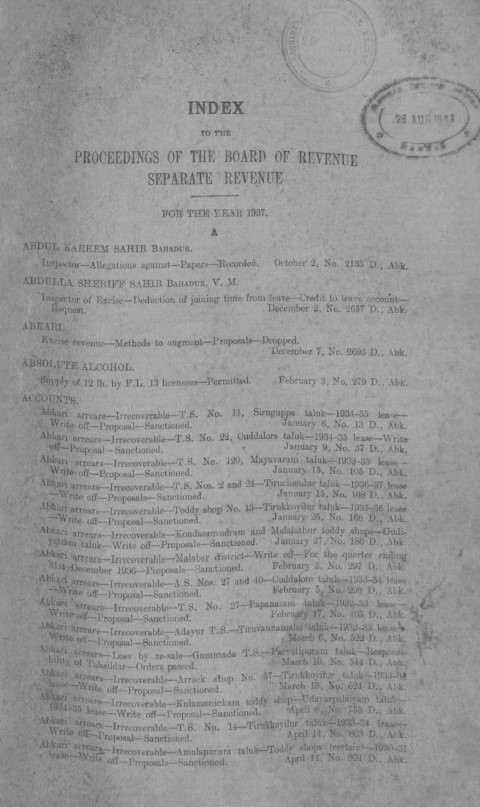 28 AUG 1944
MADRAS
INDEX
TO THE
PROCEEDINGS OF THE BOARD OF REVENUE
SEPARATE REVENUE
FOR THE YEAR 1937.
A
ABDUL KAREEM SAHIB BAHADUR.
Inspector—Allegations against—Papers—Recorded. October 2, No. 2133 D., Abk.
ABDULLA SHERIFF SAHIB BAHADUR, V. M.
Inspector of Excise—Deduction of joining time from leave—Credit to leave account—
Request. December 2, No. 2657 D., Abk.
ABKARI.
Excise revenue—Methods to augment—Proposals—Dropped.
December 7, No. 2695 D., Abk.
ABSOLUTE ALCOHOL.
Supply of 12 lb. by F.L. 13 licensees—Permitted. February 3, No. 279 D., Abk.
ACCOUNTS.
Abkari arrears—Irrecoverable—T.S. No. 11, Siruguppa taluk—1934-35 lease—
Write off—Proposal—Sanctioned. January 6, No. 13 D., Abk.
Abkari arrears—Irrecoverable—T.S. No. 22, Cuddalore taluk—1934-35 lease—Write
off—Proposal—Sanctioned. January 9, No. 37 D., Abk.
Abkari arrears—Irrecoverable—T.S. No. 120, Mayavaram taluk—1932-33 lease—
Write off—Proposal—Sanctioned. January 15, No. 105 D., Abk.
Abkari arrears—Irrecoverable—T.S. Nos. 2 and 24—Tiruchendur taluk—1936-37 lease
—Write off—Proposals—Sanctioned. January 15, No. 108 D., Abk.
Abkari arrears—Irrecoverable—Toddy shop No. 13—Tirukkoyilur taluk—1935-36 lease
—Write off—Proposal—Sanctioned. January 26, No. 168 D., Abk.
Abkari arrears—Irrecoverable—Kondasamudram and Melalathur toddy shops—Gudi-
yattam taluk—Write off—Proposals—Sanctioned. January 27, No. 186 D., Abk.
Abkari arrears—Irrecoverable—Malabar district—Write off—For the quarter ending
31st December 1936—Proposals—Sanctioned. February 5, No. 297 D., Abk.
Abkari arrears—Irrecoverable—A.S. Nos. 27 and 40—Cuddalore taluk—1933-34 lease
—Write off—Proposals—Sanctioned. February 5, No. 298 D., Abk.
Abkari arrears—Irrecoverable—T.S. No. 27—Papanasam taluk—1932-33 lease—
Write off—Proposal—Sanctioned. February 17, No. 405 D., Abk.
Abkari arrears—Irrecoverable—Adayur T.S.—Tiruvannamalai taluk—1932-33 lease—
Write off—Proposal—Sanctioned. March 6, No. 522 D., Abk.
Abkari arrears—Loss by re-sale—Gummada T.S.—Parvatipuram taluk—Responsi-
bility of Tahsildar—Orders passed. March 10, No. 544 D., Abk.
Abkari arrears—Irrecoverable—Arrack shop No. 57—Tirukkoyilur taluk—1933-34
lease—Write off—Proposal—Sanctioned. March 18, No. 621 D., Abk.
Abkari arrears—Irrecoverable—Kulamanickam toddy shop—Udayarpalaiyam taluk—
1934-35 lease—Write off—Proposal—Sanctioned. April 8, No. 753 D., Abk.
Abkari arrears—Irrecoverable—T.S. No. 14—Tirukkoyilur taluk—1933-34 lease—
Write off—Proposal—Sanctioned. April 14, No. 803 D., Abk.
Abkari arrears—Irrecoverable—Amalapuram taluk—Toddy shops (certain)—1930-31
lease—Write off—Proposals—Sanctioned. April 14, No. 804 D., Abk.